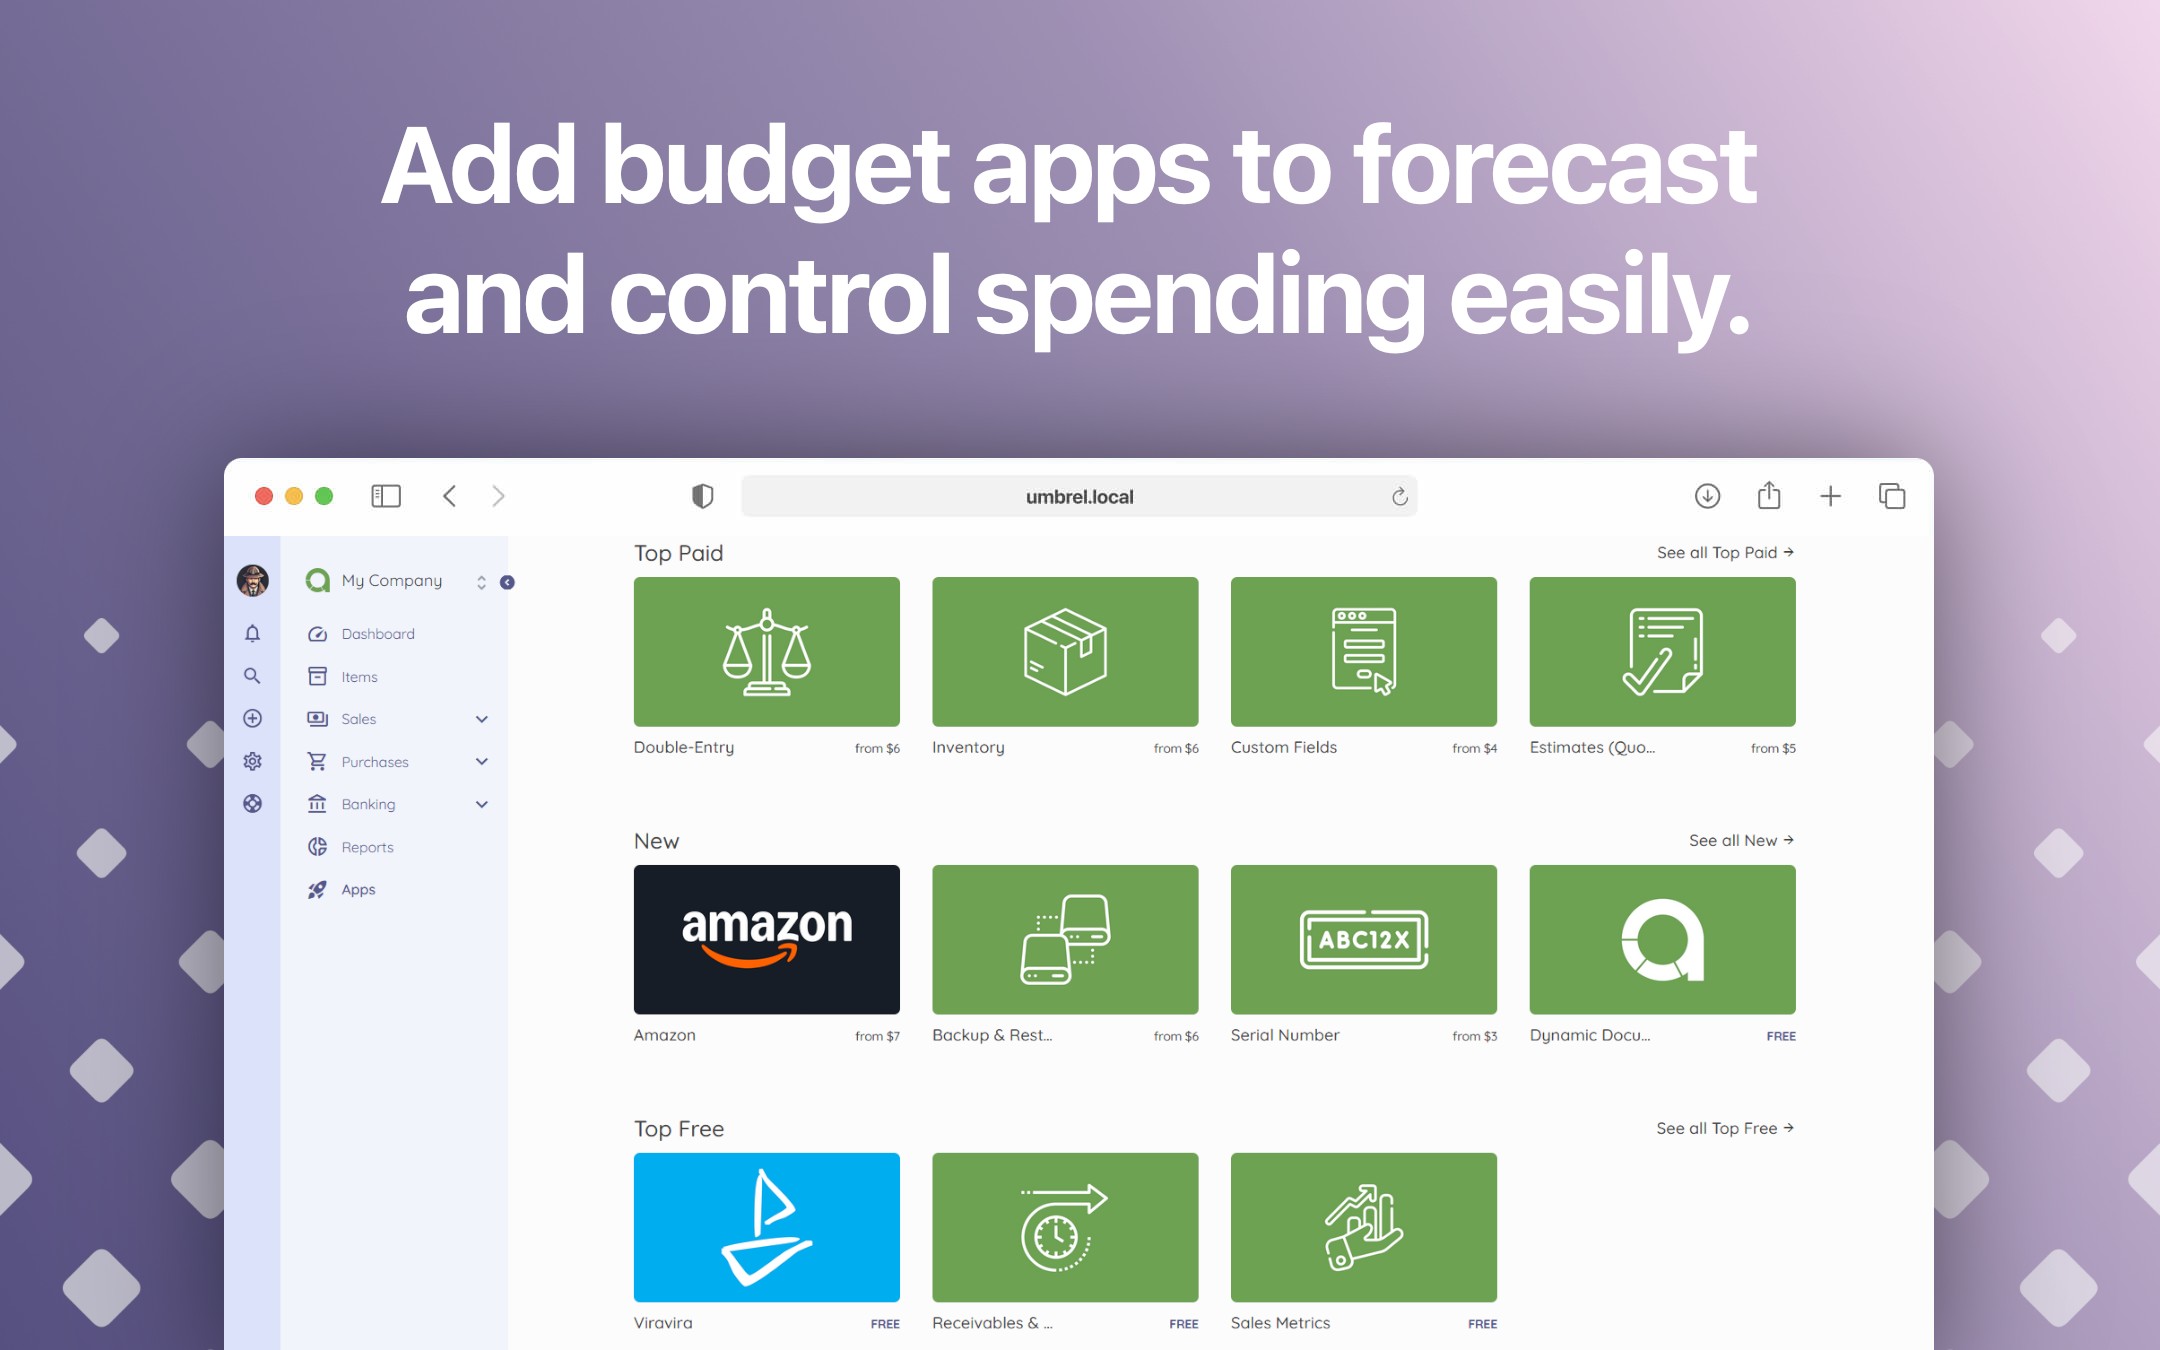 Add budget apps to forecast
and control spending easily.
umbrel.local
My Company
Dashboard
Items
Sales
Purchases
Banking
Reports
Apps
Top Paid
See all Top Paid →
Double-Entry
from $6
Inventory
from $6
Custom Fields
from $4
Estimates (Quo...
from $5
New
See all New →
amazon
ABC12X
Amazon
from $7
Backup & Rest...
from $6
Serial Number
from $3
Dynamic Docu...
FREE
Top Free
See all Top Free →
Viravira
FREE
Receivables & ...
FREE
Sales Metrics
FREE